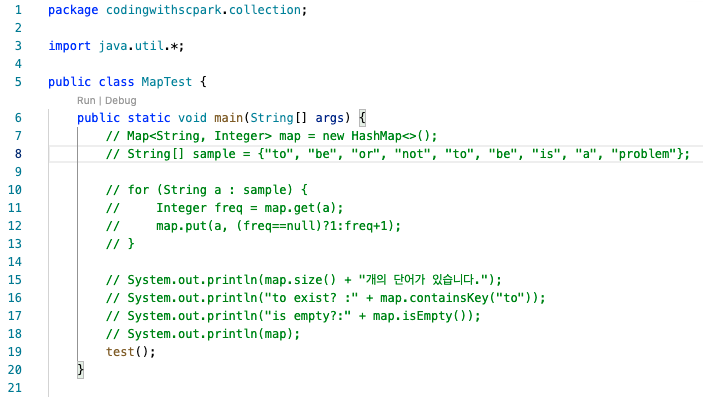 1 package codingwithscpark.collection;
2
3 import java.util.*;
4
5 public class MapTest {
Run | Debug
6 public static void main(String[] args) {
7 // Map<String, Integer> map = new HashMap<>();
8 // String[] sample = {"to", "be", "or", "not", "to", "be", "is", "a", "problem"};
9
10 // for (String a : sample) {
11 //     Integer freq = map.get(a);
12 //     map.put(a, (freq==null)?1:freq+1);
13 // }
14
15 // System.out.println(map.size() + "개의 단어가 있습니다.");
16 // System.out.println("to exist? :" + map.containsKey("to"));
17 // System.out.println("is empty?:" + map.isEmpty());
18 // System.out.println(map);
19 test();
20 }
21